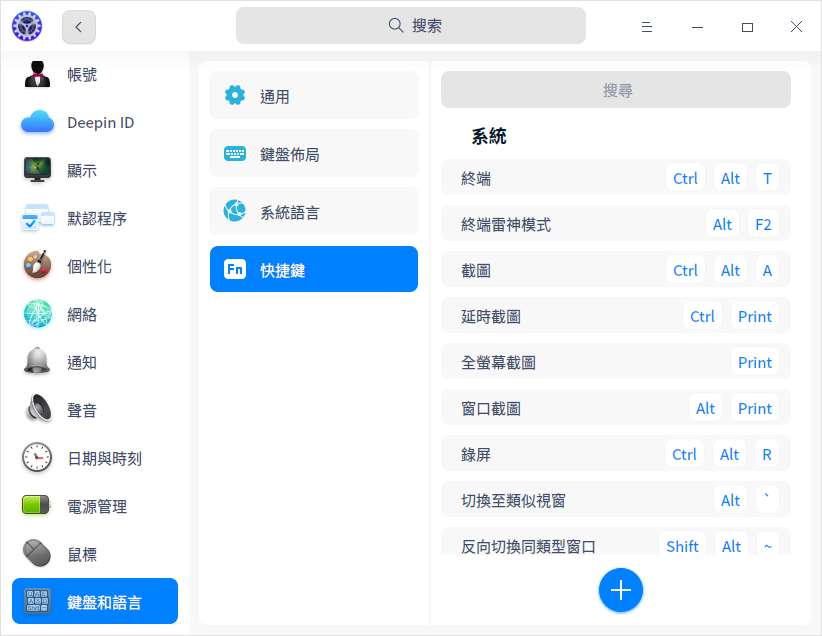 搜索
帳號
Deepin ID
顯示
默認程序
個性化
網絡
通知
聲音
日期與時刻
電源管理
鼠標
鍵盤和語言
通用
鍵盤佈局
系統語言
Fn 快捷鍵
搜尋
系統
終端 Ctrl Alt T
終端雷神模式 Alt F2
截圖 Ctrl Alt A
延時截圖 Ctrl Print
全螢幕截圖 Print
窗口截圖 Alt Print
錄屏 Ctrl Alt R
切換至類似視窗 Alt `
反向切換同類型窗口 Shift Alt ~